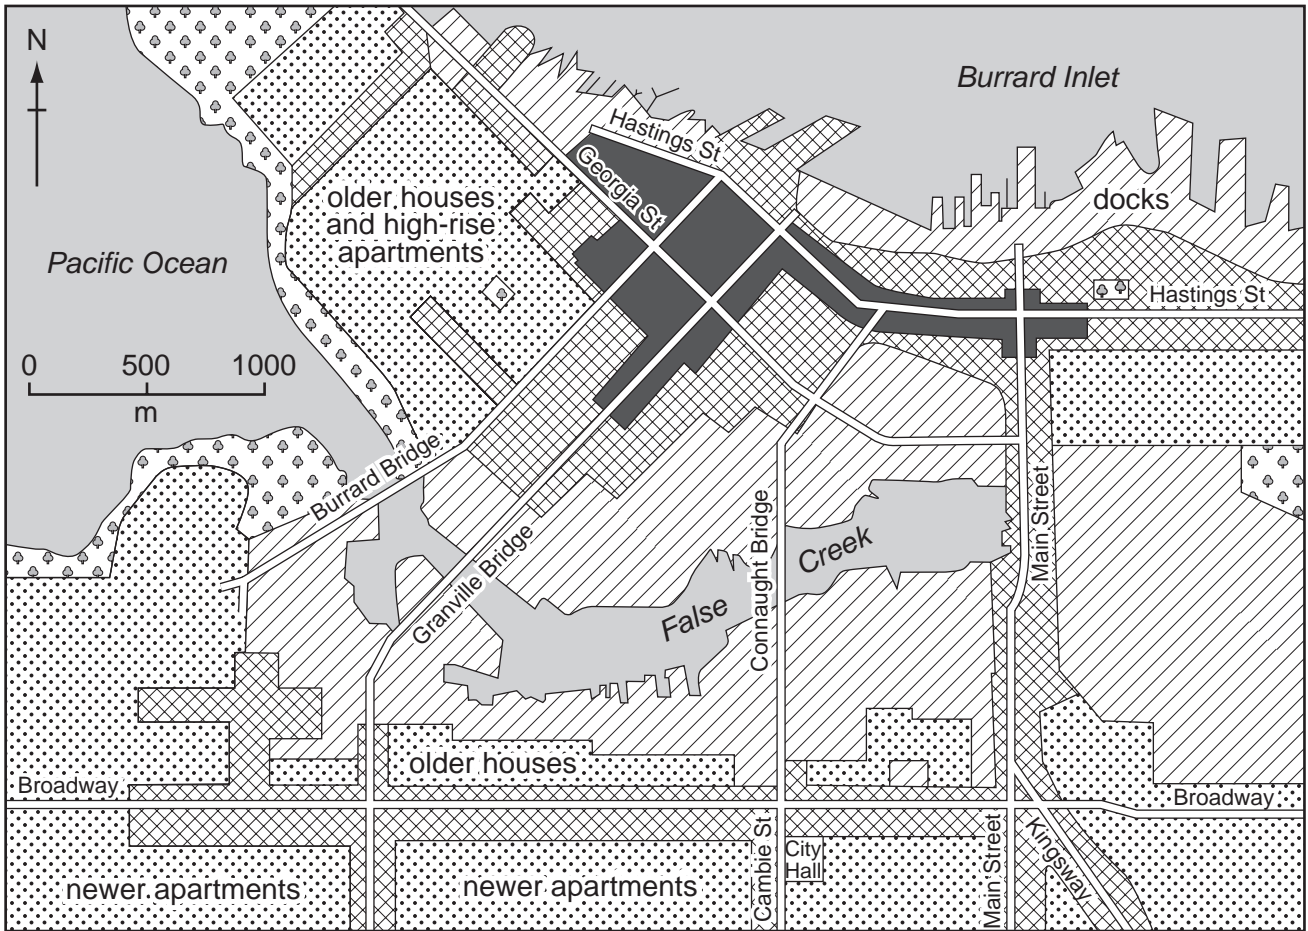 N
Burrard Inlet
Hastings St
Georgia St
older houses
and high-rise
apartments
docks
Pacific Ocean
Hastings St
0 500 1000
m
Burrard Bridge
Granville Bridge
Connaught Bridge
False
Creek
Main Street
older houses
Broadway
Broadway
newer apartments
newer apartments
Cambie St
City
Hall
Main Street
Kingsway